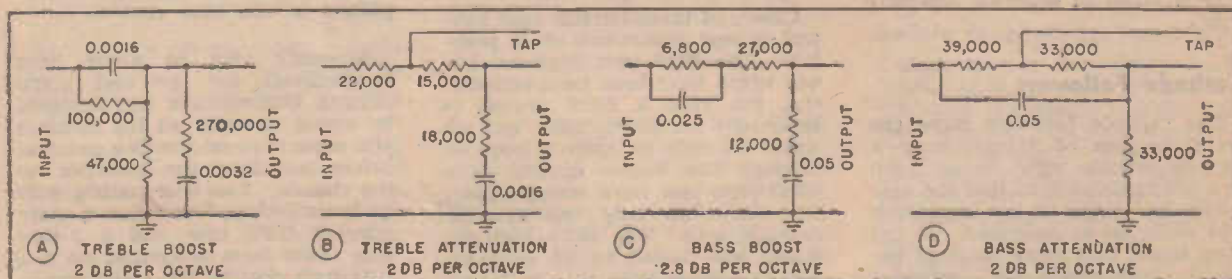 0.0016
100,000
47,000
270,000
0.0032
INPUT
OUTPUT
A
TREBLE BOOST
2 DB PER OCTAVE
TAP
22,000
15,000
18,000
0.0016
INPUT
OUTPUT
B
TREBLE ATTENUATION
2 DB PER OCTAVE
6,800
27,000
0.025
12,000
0.05
INPUT
OUTPUT
C
BASS BOOST
2.8 DB PER OCTAVE
39,000
33,000
TAP
0.05
33,000
INPUT
OUTPUT
D
BASS ATTENUATION
2 DB PER OCTAVE